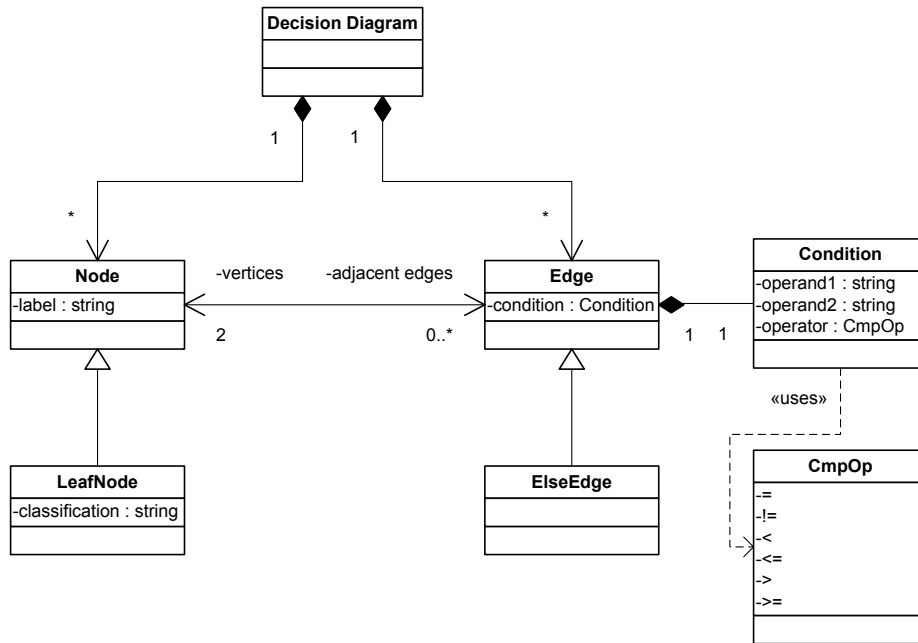 Decision Diagram
1
1
*
*
Node
-label : string
-vertices
-adjacent edges
2
0..*
Edge
-condition : Condition
1
1
Condition
-operand1 : string
-operand2 : string
-operator : CmpOp
«uses»
LeafNode
-classification : string
ElseEdge
CmpOp
-=
-!=
-<
-<=
->
->=